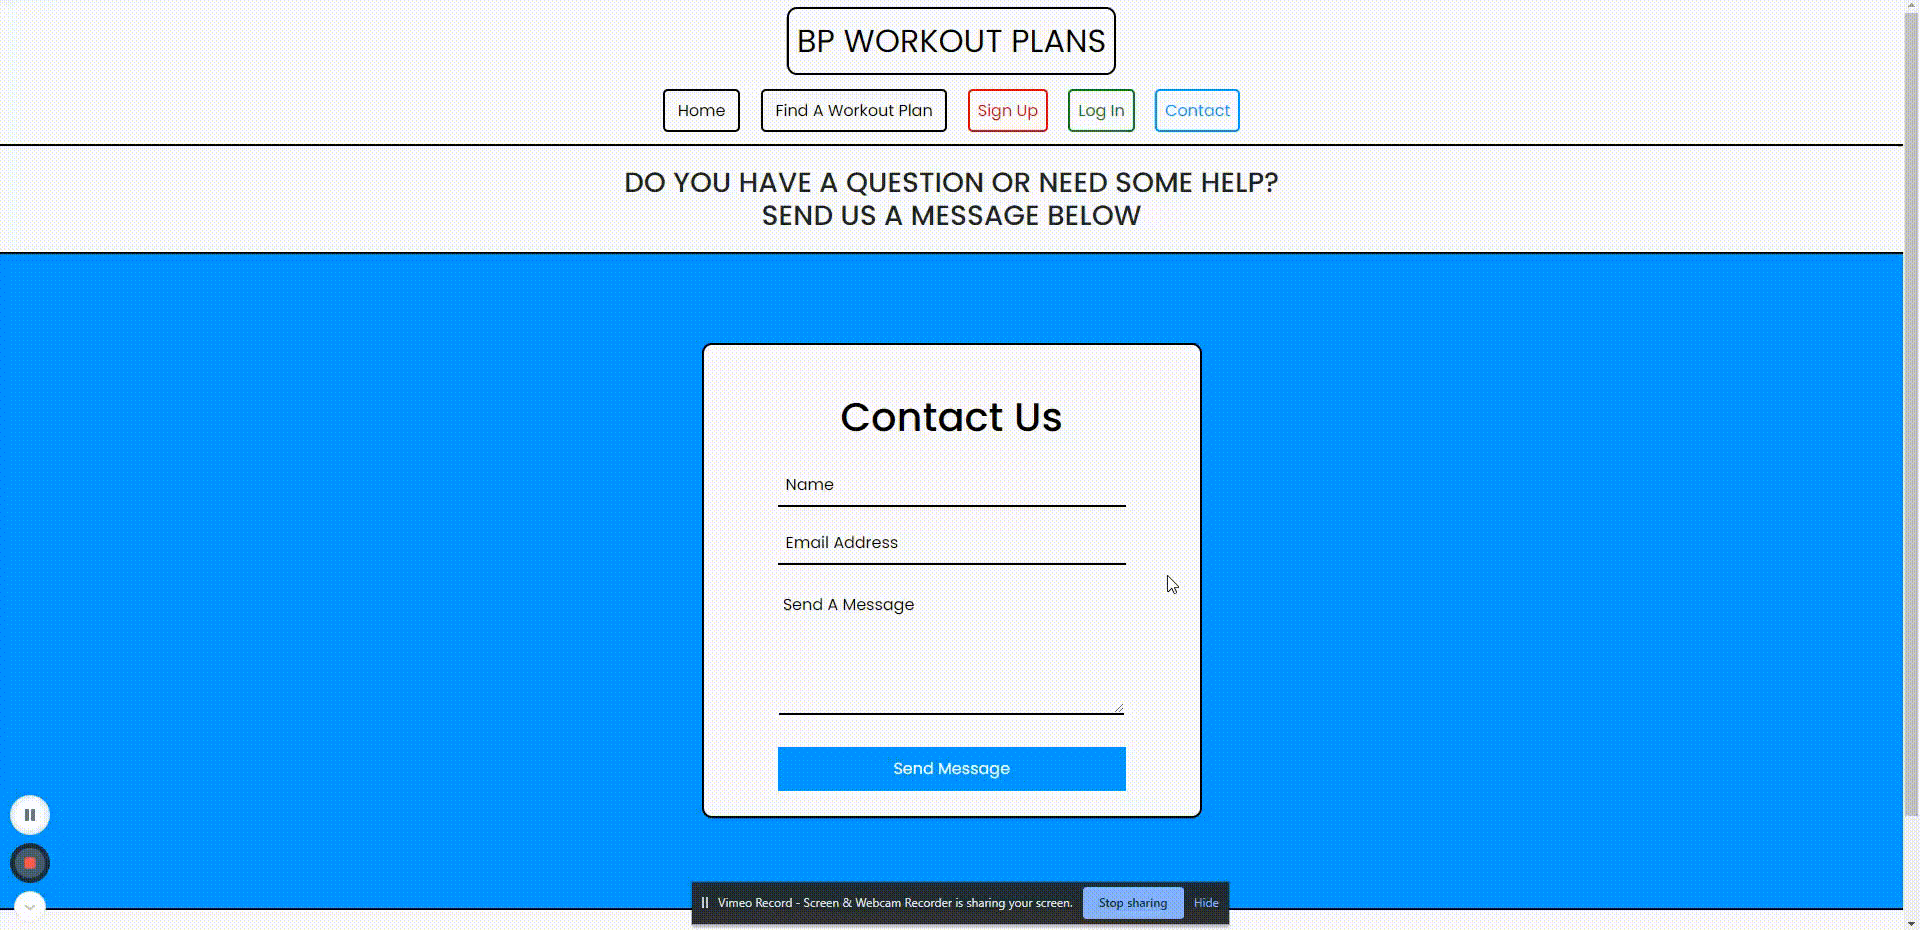 BP WORKOUT PLANS
Home Find A Workout Plan Sign Up Log In Contact
DO YOU HAVE A QUESTION OR NEED SOME HELP?
SEND US A MESSAGE BELOW
Contact Us
Name
Email Address
Send A Message
Send Message
Vimeo Record - Screen & Webcam Recorder is sharing your screen. Stop sharing Hide